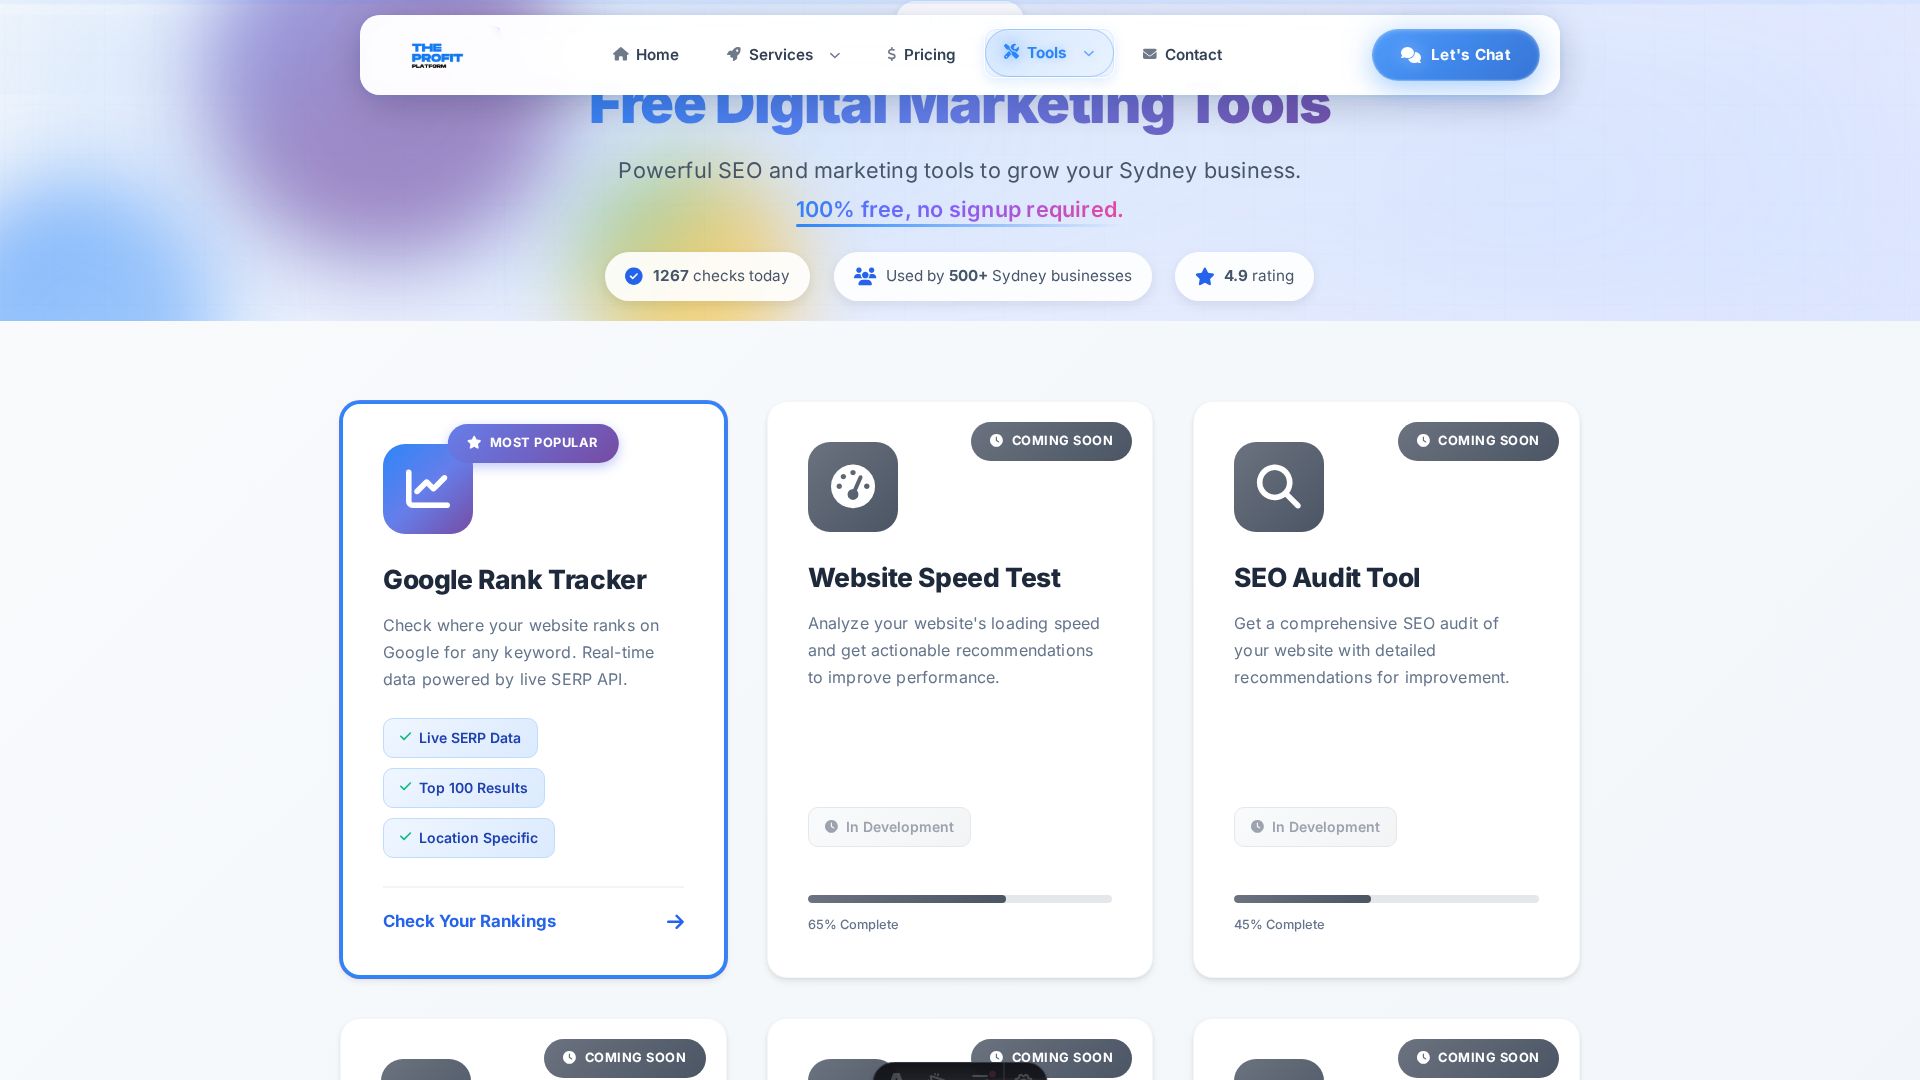 THE
PROFIT
PLATFORM
Home
Services
Pricing
Tools
Contact
Let's Chat
Free Digital Marketing Tools
Powerful SEO and marketing tools to grow your Sydney business.
100% free, no signup required.
1267 checks today
Used by 500+ Sydney businesses
4.9 rating
MOST POPULAR
Google Rank Tracker
Check where your website ranks on
Google for any keyword. Real-time
data powered by live SERP API.
Live SERP Data
Top 100 Results
Location Specific
Check Your Rankings
COMING SOON
Website Speed Test
Analyze your website's loading speed
and get actionable recommendations
to improve performance.
In Development
65% Complete
COMING SOON
SEO Audit Tool
Get a comprehensive SEO audit of
your website with detailed
recommendations for improvement.
In Development
45% Complete
COMING SOON
COMING SOON
COMING SOON